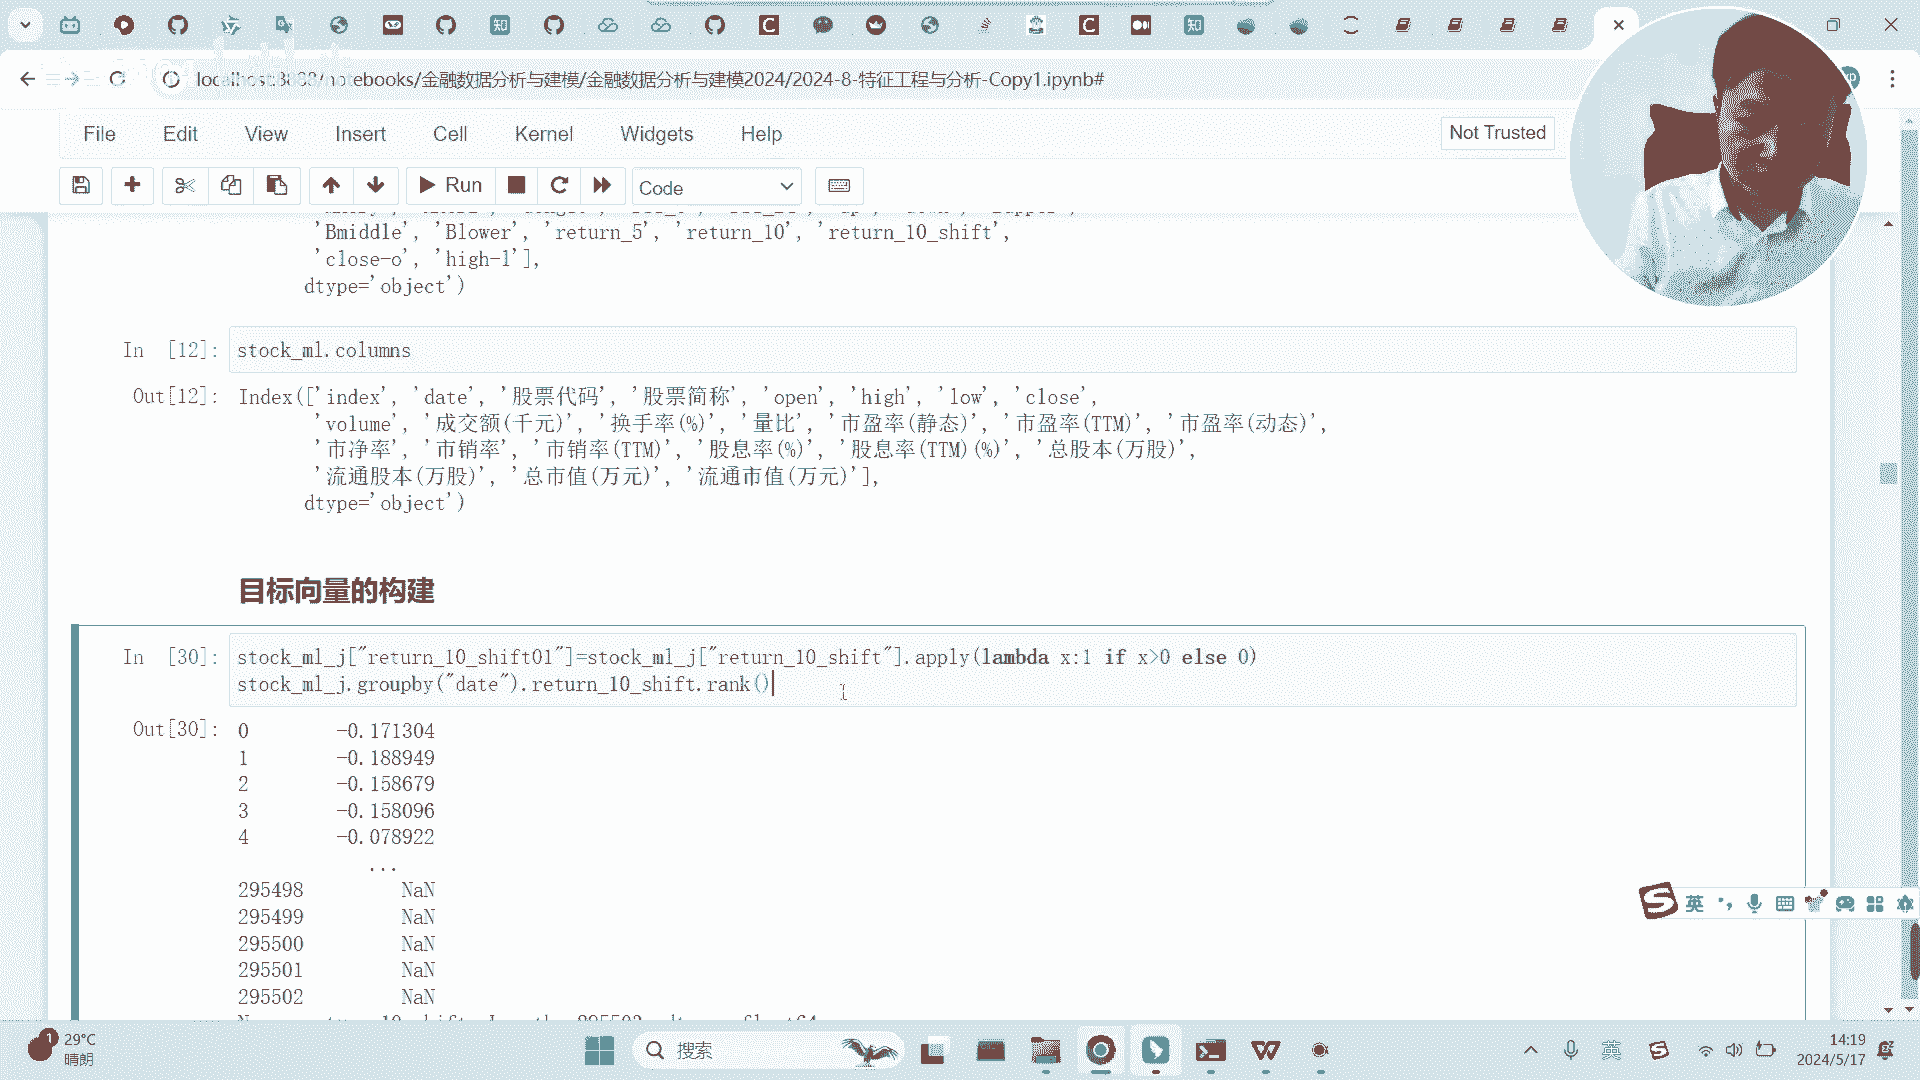 localhost:8888/notebooks/金融数据分析与建模/金融数据分析与建模2024/2024-8-特征工程与分析-Copy1.ipynb#
File Edit View Insert Cell Kernel Widgets Help
Not Trusted
Run
Code
'Bmiddle', 'Blower', 'return_5', 'return_10', 'return_10_shift',
'close-o', 'high-l'],
dtype='object')
In [12]: stock_ml.columns
Out[12]: Index(['index', 'date', '股票代码', '股票简称', 'open', 'high', 'low', 'close',
'volume', '成交额(千元)', '换手率(%)', '量比', '市盈率(静态)', '市盈率(TTM)', '市盈率(动态)',
'市净率', '市销率', '市销率(TTM)', '股息率(%)', '股息率(TTM)(%)', '总股本(万股)',
'流通股本(万股)', '总市值(万元)', '流通市值(万元)'],
dtype='object')
目标向量的构建
In [30]: stock_ml_j["return_10_shift01"]=stock_ml_j["return_10_shift"].apply(lambda x:1 if x>0 else 0)
stock_ml_j.groupby("date").return_10_shift.rank()
Out[30]: 0 -0.171304
1 -0.188949
2 -0.158679
3 -0.158096
4 -0.078922
...
295498 NaN
295499 NaN
295500 NaN
295501 NaN
295502 NaN
英
1
29°C
晴朗
搜索
英
14:19
2024/5/17